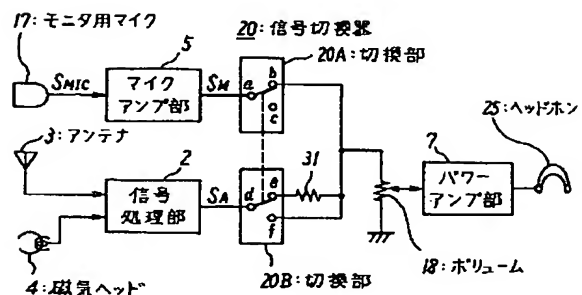 17:モニタ用マイク
20:信号切換器
20A:切換部
5
SMIC
マイク
アンプ部
SM
a
b
c
3:アンテナ
25:ヘッドホン
2
31
7
信号
処理部
SA
d
e
f
パワー
アンプ部
20B:切換部
18:ボリューム
4:磁気ヘッド